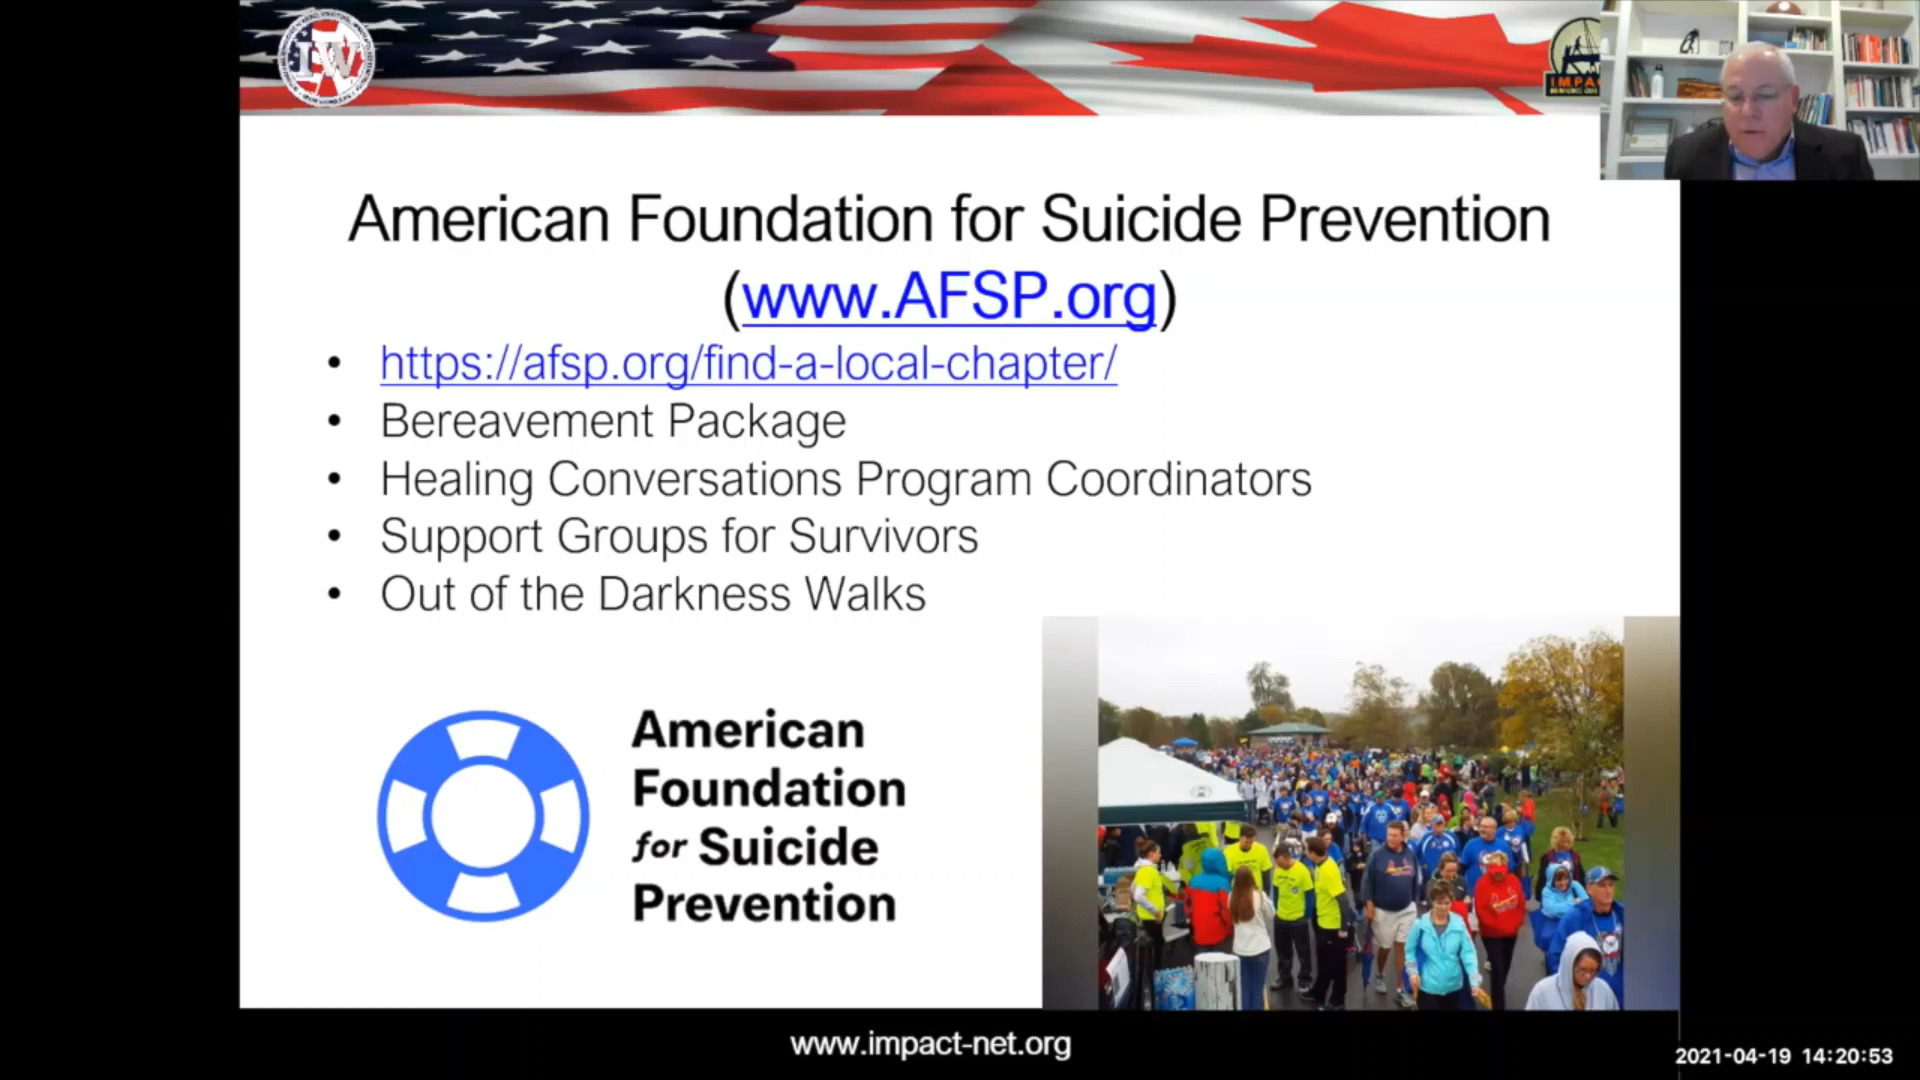 IW
IMPA
American Foundation for Suicide Prevention
(www.AFSP.org)
• https://afsp.org/find-a-local-chapter/
• Bereavement Package
• Healing Conversations Program Coordinators
• Support Groups for Survivors
• Out of the Darkness Walks
American
Foundation
for Suicide
Prevention
www.impact-net.org
2021-04-19 14:20:53